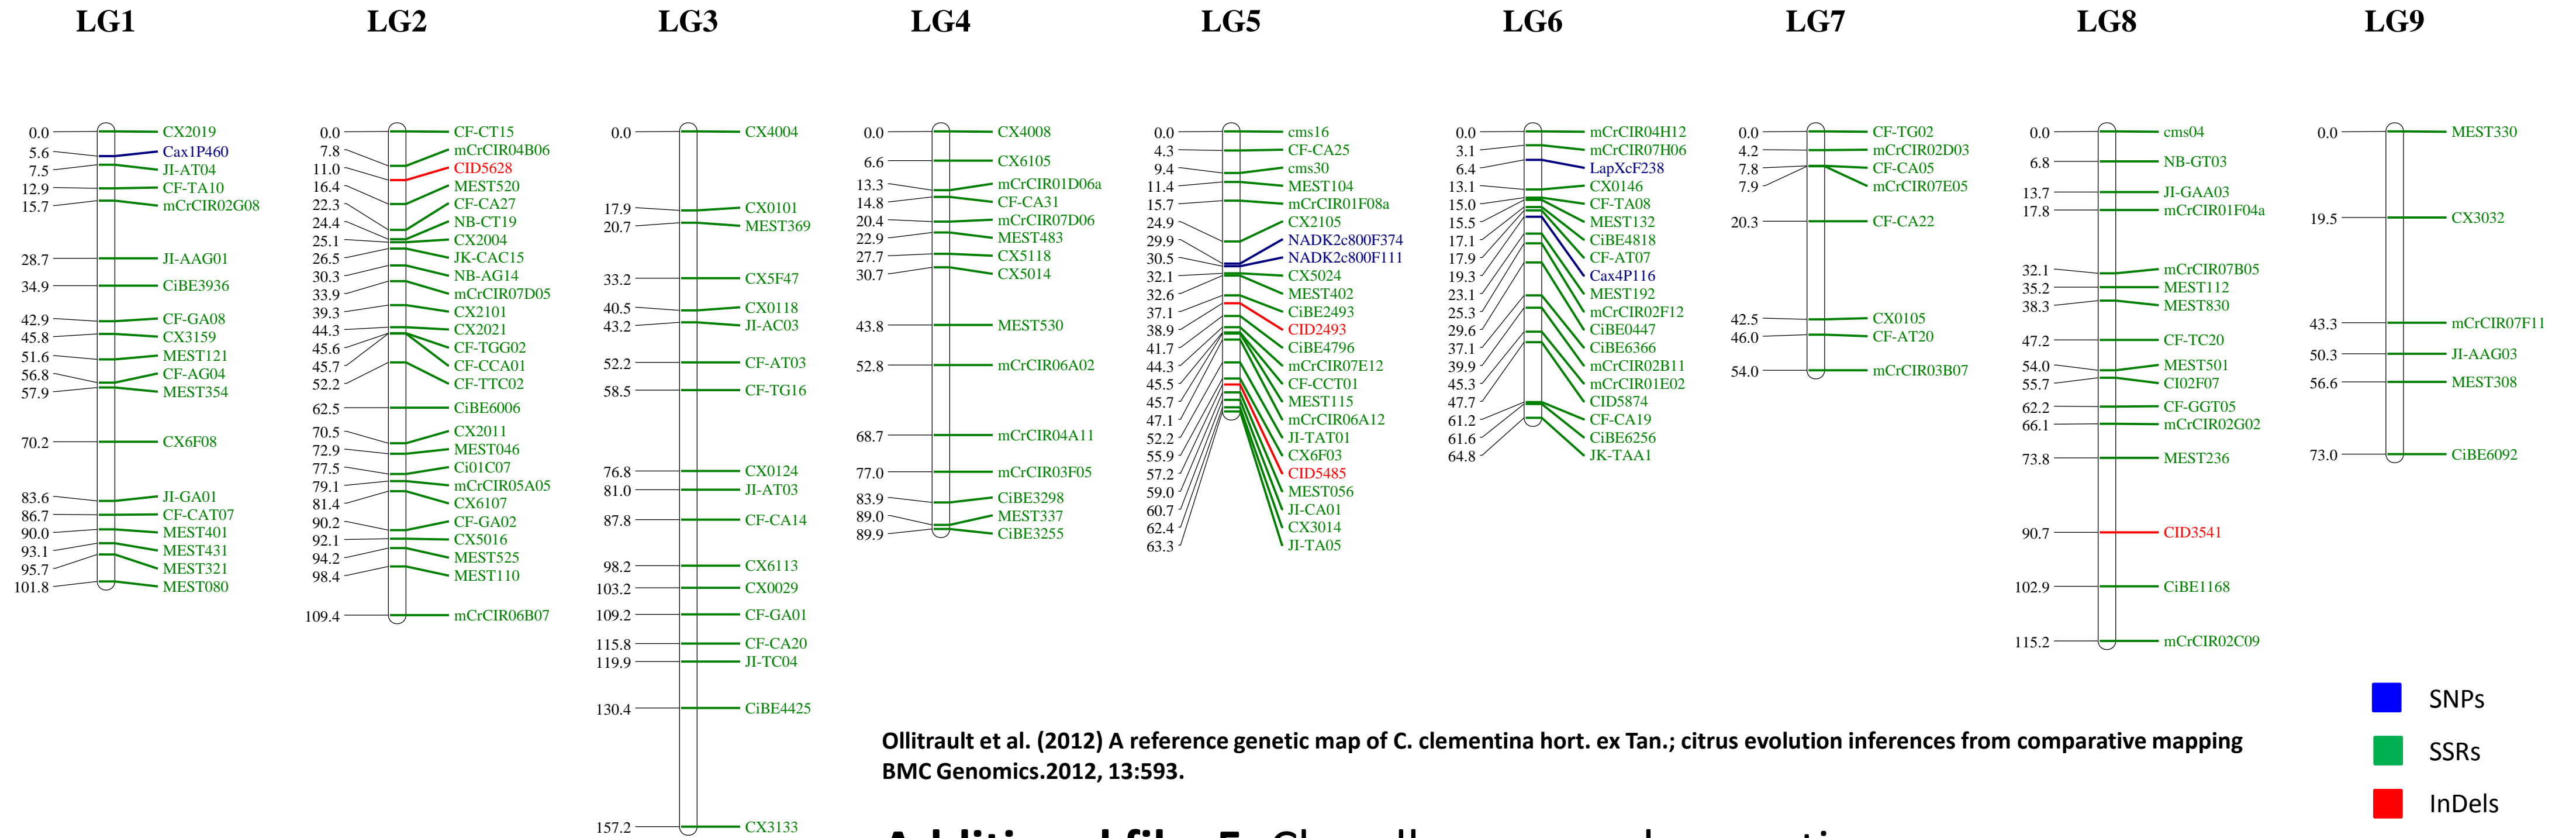 LG1 LG2 LG3 LG4 LG5 LG6 LG7 LG8 LG9
0.0 CX2019
5.6 Cax1P460
7.5 JI-AT04
12.9 CF-TA10
15.7 mCrCIR02G08
28.7 JI-AAG01
34.9 CiBE3936
42.9 CF-GA08
45.8 CX3159
51.6 MEST121
56.8 CF-AG04
57.9 MEST354
70.2 CX6F08
83.6 JI-GA01
86.7 CF-CAT07
90.0 MEST401
93.1 MEST431
95.7 MEST321
101.8 MEST080
0.0 CF-CT15
7.8 mCrCIR04B06
11.0 CID5628
16.4 MEST520
22.3 CF-CA27
24.4 NB-CT19
25.1 CX2004
26.5 JK-CAC15
30.3 NB-AG14
33.9 mCrCIR07D05
39.3 CX2101
44.3 CX2021
45.6 CF-TGG02
45.7 CF-CCA01
52.2 CF-TTC02
62.5 CiBE6006
70.5 CX2011
72.9 MEST046
77.5 Ci01C07
79.1 mCrCIR05A05
81.4 CX6107
90.2 CF-GA02
92.1 CX5016
94.2 MEST525
98.4 MEST110
109.4 mCrCIR06B07
0.0 CX4004
17.9 CX0101
20.7 MEST369
33.2 CX5F47
40.5 CX0118
43.2 JI-AC03
52.2 CF-AT03
58.5 CF-TG16
76.8 CX0124
81.0 JI-AT03
87.8 CF-CA14
98.2 CX6113
103.2 CX0029
109.2 CF-GA01
115.8 CF-CA20
119.9 JI-TC04
130.4 CiBE4425
157.2 CX3133
0.0 CX4008
6.6 CX6105
13.3 mCrCIR01D06a
14.8 CF-CA31
20.4 mCrCIR07D06
22.9 MEST483
27.7 CX5118
30.7 CX5014
43.8 MEST530
52.8 mCrCIR06A02
68.7 mCrCIR04A11
77.0 mCrCIR03F05
83.9 CiBE3298
89.0 MEST337
89.9 CiBE3255
0.0 cms16
4.3 CF-CA25
9.4 cms30
11.4 MEST104
15.7 mCrCIR01F08a
24.9 CX2105
29.9 NADK2c800F374
30.5 NADK2c800F111
32.1 CX5024
32.6 MEST402
37.1 CiBE2493
38.9 CID2493
41.7 CiBE4796
44.3 mCrCIR07E12
45.5 CF-CCT01
45.7 MEST115
47.1 mCrCIR06A12
52.2 JI-TAT01
55.9 CX6F03
57.2 CID5485
59.0 MEST056
60.7 JI-CA01
62.4 CX3014
63.3 JI-TA05
0.0 mCrCIR04H12
3.1 mCrCIR07H06
6.4 LapXcF238
13.1 CX0146
15.0 CF-TA08
15.5 MEST132
17.1 CiBE4818
17.9 CF-AT07
19.3 Cax4P116
23.1 MEST192
25.3 mCrCIR02F12
29.6 CiBE0447
37.1 CiBE6366
39.9 mCrCIR02B11
45.3 mCrCIR01E02
47.7 CID5874
61.2 CF-CA19
61.6 CiBE6256
64.8 JK-TAA1
0.0 CF-TG02
4.2 mCrCIR02D03
7.8 CF-CA05
7.9 mCrCIR07E05
20.3 CF-CA22
42.5 CX0105
46.0 CF-AT20
54.0 mCrCIR03B07
0.0 cms04
6.8 NB-GT03
13.7 JI-GAA03
17.8 mCrCIR01F04a
32.1 mCrCIR07B05
35.2 MEST112
38.3 MEST830
47.2 CF-TC20
54.0 MEST501
55.7 CI02F07
62.2 CF-GGT05
66.1 mCrCIR02G02
73.8 MEST236
90.7 CID3541
102.9 CiBE1168
115.2 mCrCIR02C09
0.0 MEST330
19.5 CX3032
43.3 mCrCIR07F11
50.3 JI-AAG03
56.6 MEST308
73.0 CiBE6092
SNPs
SSRs
InDels
Ollitrault et al. (2012) A reference genetic map of C. clementina hort. ex Tan.; citrus evolution inferences from comparative mapping
BMC Genomics.2012, 13:593.